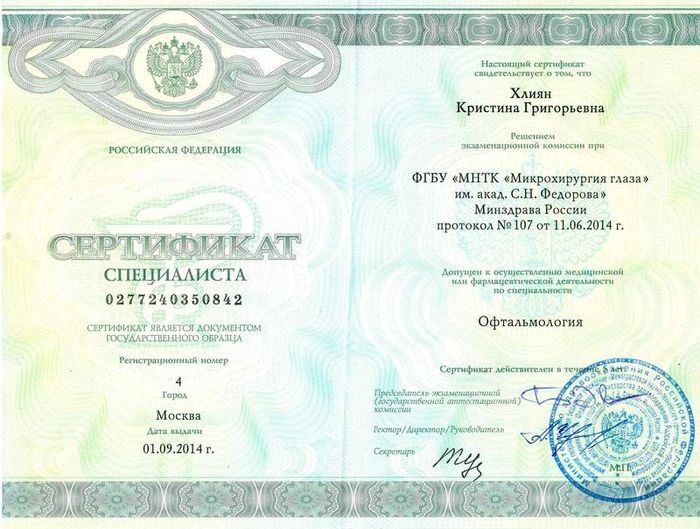 РОССИЙСКАЯ ФЕДЕРАЦИЯ
СЕРТИФИКАТ
СПЕЦИАЛИСТА
0277240350842
СЕРТИФИКАТ ЯВЛЯЕТСЯ ДОКУМЕНТОМ
ГОСУДАРСТВЕННОГО ОБРАЗЦА
Регистрационный номер
4
Город
Москва
Дата выдачи
01.09.2014 г.
Настоящий сертификат
свидетельствует о том, что
Хлиян
Кристина Григорьевна
Решением
экзаменационной комиссии при
ФГБУ «МНТК «Микрохирургия глаза»
им. акад. С.Н. Федорова»
Минздрава России
протокол №107 от 11.06.2014 г.
Допущен к осуществлению медицинской
или фармацевтической деятельности
по специальности
Офтальмология
Сертификат действителен в течение 5 лет
Председатель экзаменационной
(государственной аттестационной)
комиссии
Ректор/Директор/Руководитель
Секретарь
М.П.